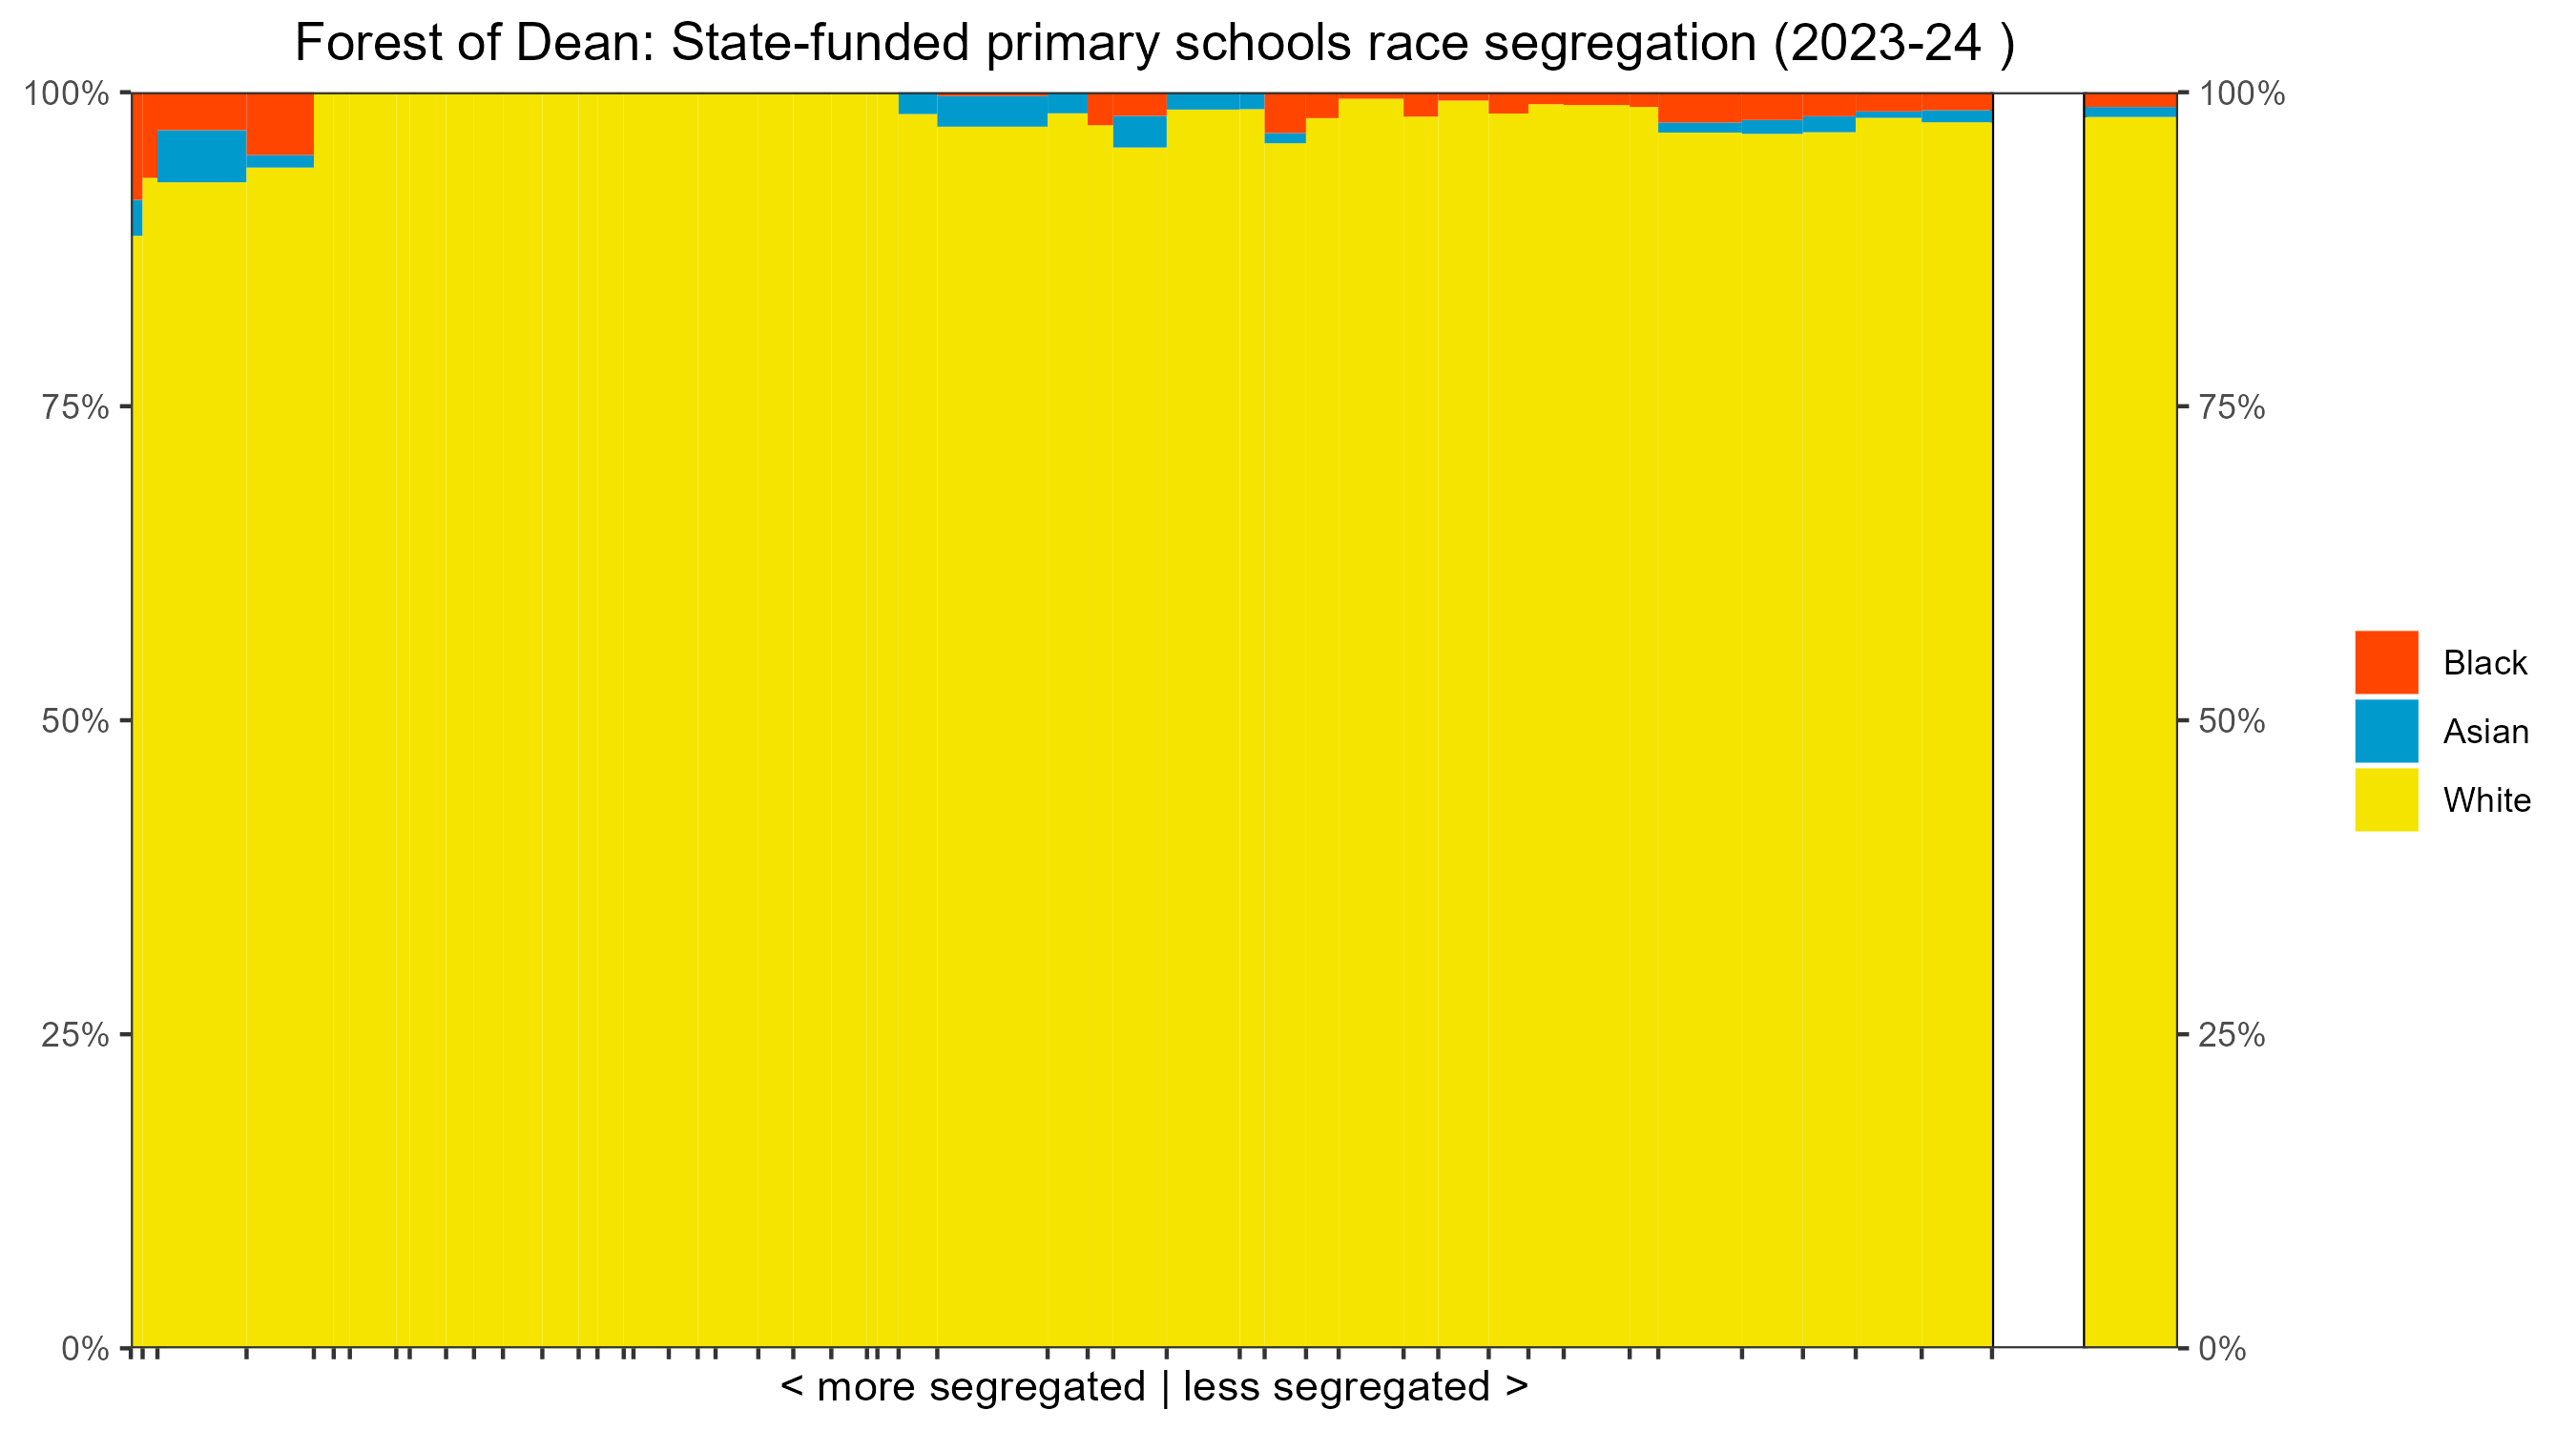 Forest of Dean: State-funded primary schools race segregation (2023-24 )
100%
75%
50%
25%
0%
100%
75%
50%
25%
0%
Black
Asian
White
< more segregated | less segregated >